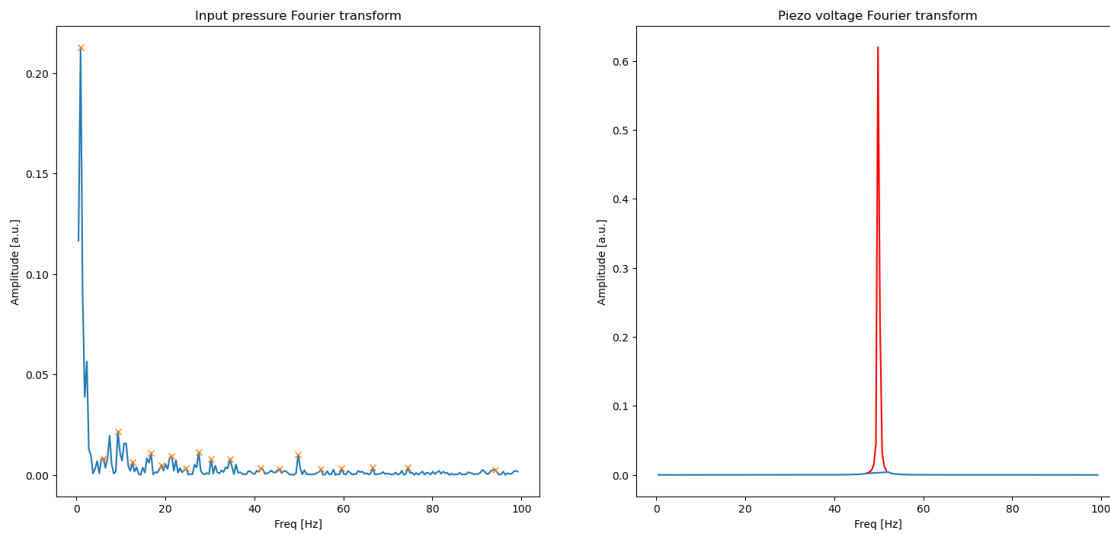 Input pressure Fourier transform
Amplitude [a.u.]
0.20
0.15
0.10
0.05
0.00
0 20 40 60 80 100
Freq [Hz]
Piezo voltage Fourier transform
Amplitude [a.u.]
0.6
0.5
0.4
0.3
0.2
0.1
0.0
0 20 40 60 80 100
Freq [Hz]